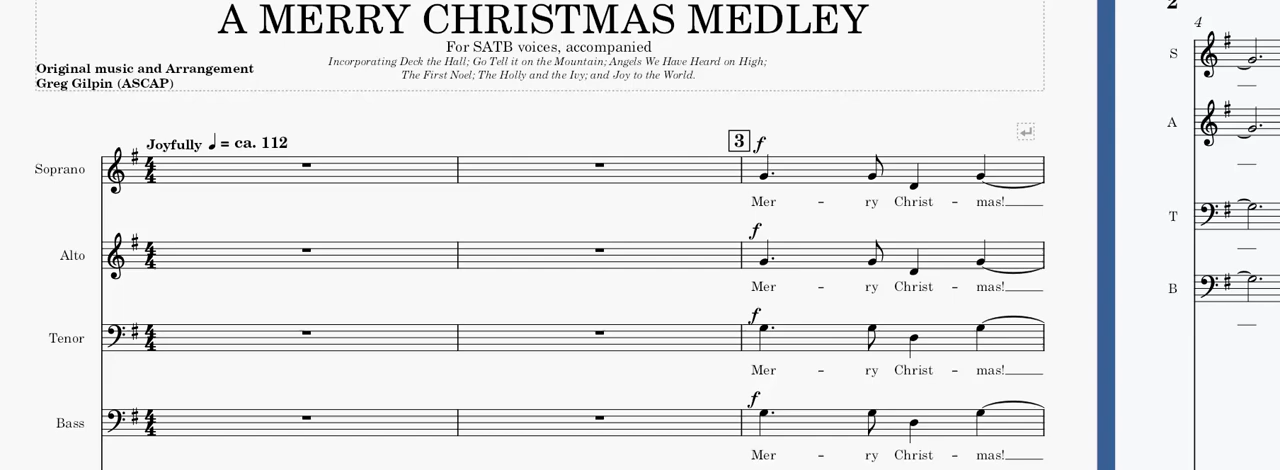 A MERRY CHRISTMAS MEDLEY
For SATB voices, accompanied
Incorporating Deck the Hall; Go Tell it on the Mountain; Angels We Have Heard on High;
The First Noel; The Holly and the Ivy; and Joy to the World.
Original music and Arrangement
Greg Gilpin (ASCAP)
Joyfully ♩ = ca. 112
3 f
Soprano
Mer - ry Christ - mas!
f
Alto
Mer - ry Christ - mas!
f
Tenor
Mer - ry Christ - mas!
f
Bass
Mer - ry Christ - mas!
2
4
S
A
T
B